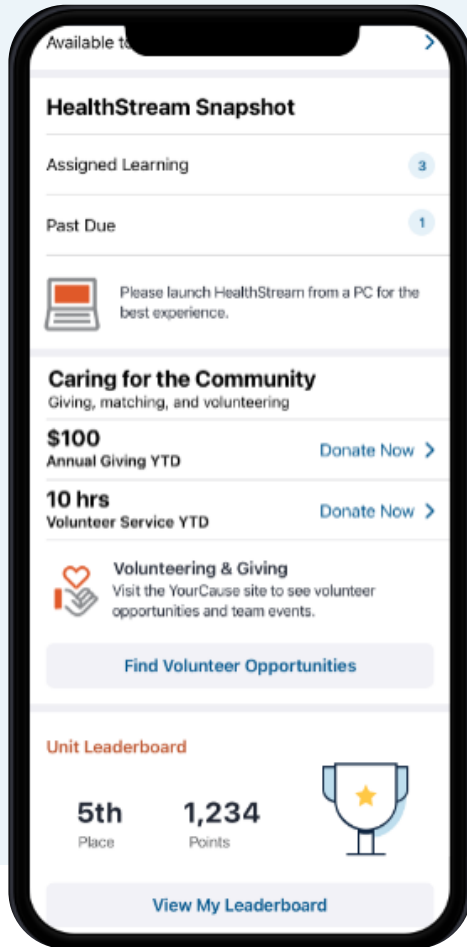 Available to
HealthStream Snapshot
Assigned Learning 3
Past Due 1
Please launch HealthStream from a PC for the
best experience.
Caring for the Community
Giving, matching, and volunteering
$100
Annual Giving YTD
Donate Now
10 hrs
Volunteer Service YTD
Donate Now
Volunteering & Giving
Visit the YourCause site to see volunteer
opportunities and team events.
Find Volunteer Opportunities
Unit Leaderboard
5th 1,234
Place Points
View My Leaderboard